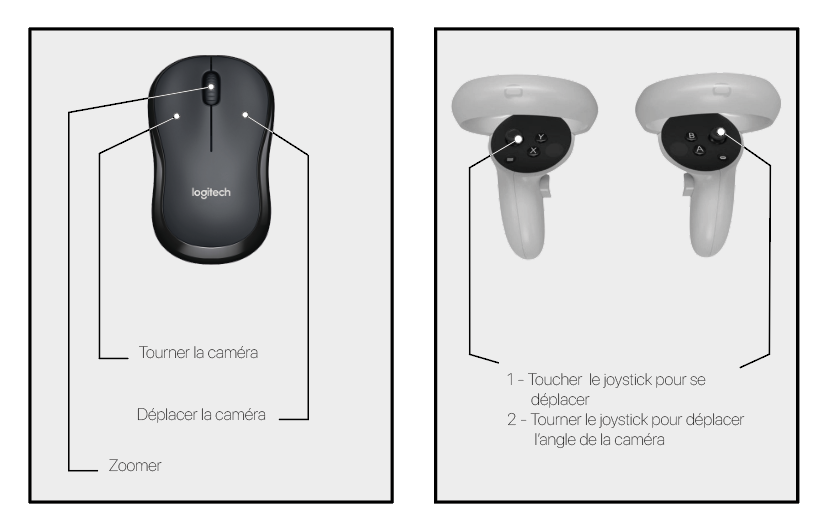 logitech
Tourner la caméra
Déplacer la caméra
Zoomer
Y
X
B
A
1 - Toucher le joystick pour se
déplacer
2 - Tourner le joystick pour déplacer
l'angle de la caméra